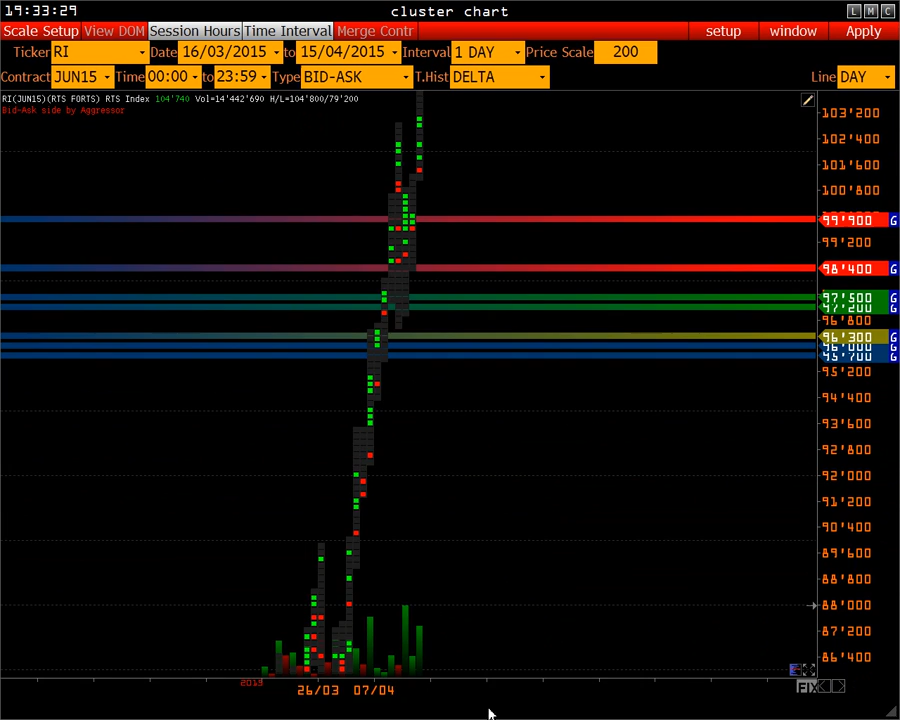 19:33:29 cluster chart L M C
Scale Setup View DOM Session Hours Time Interval Merge Contr setup window Apply
Ticker RI Date 16/03/2015 to 15/04/2015 Interval 1 DAY Price Scale 200
Contract JUN15 Time 00:00 to 23:59 Type BID-ASK T.Hist DELTA Line DAY
RI(JUN15)(RTS FORTS) RTS Index 104'740 Vol=14'442'690 H/L=104'800/79'200
Bid-Ask side by Aggressor
103'200
102'400
101'600
100'800
99'900 G
99'200
98'400 G
97'500 G
97'200 G
96'800
96'300 G
96'000 G
95'700 G
95'200
94'400
93'600
92'800
92'000
91'200
90'400
89'600
88'800
88'000
87'200
86'400
2015
26/03 07/04
FIX